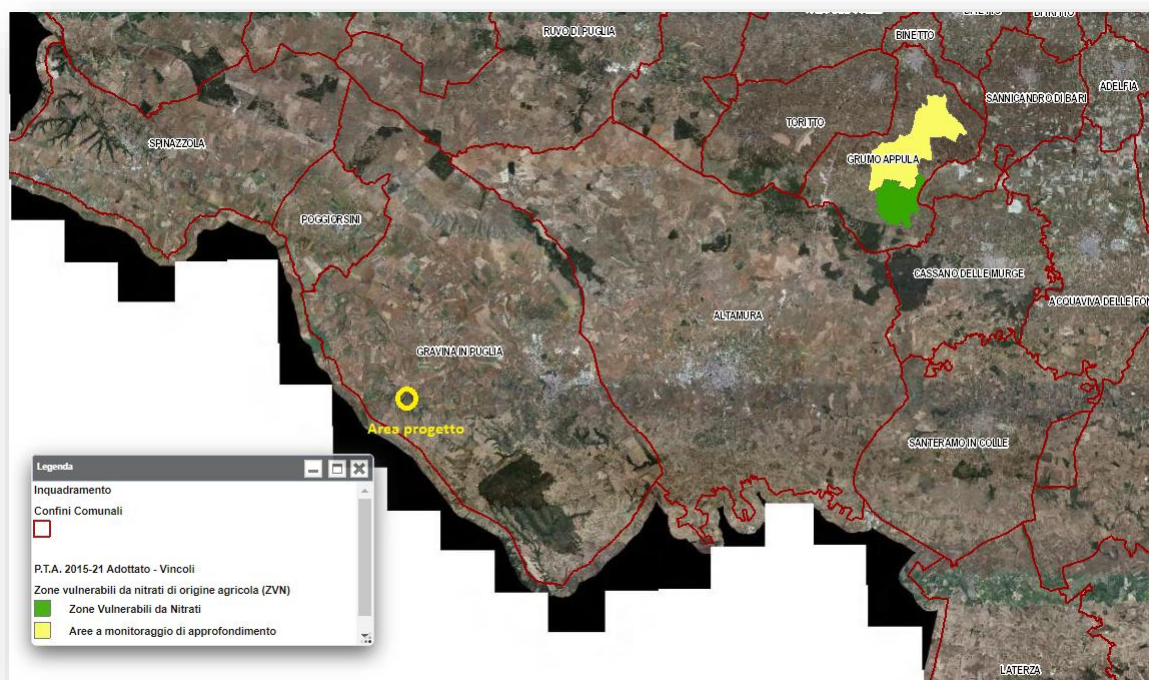 RUVO DI PUGLIA
BINETTO
ADELFIA
SANNICANDRO DI BARI
TORITTO
SPINAZZOLA
GRUMO APPULA
POGGIORSINI
CASSANO DELLE MURGE
ACQUAVIVA DELLE FON
ALTAMURA
GRAVINA IN PUGLIA
Area progetto
SANTERAMO IN COLLE
Legenda
Inquadramento
Confini Comunali
P.T.A. 2015-21 Adottato - Vincoli
Zone vulnerabili da nitrati di origine agricola (ZVN)
Zone Vulnerabili da Nitrati
Aree a monitoraggio di approfondimento
LATERZA